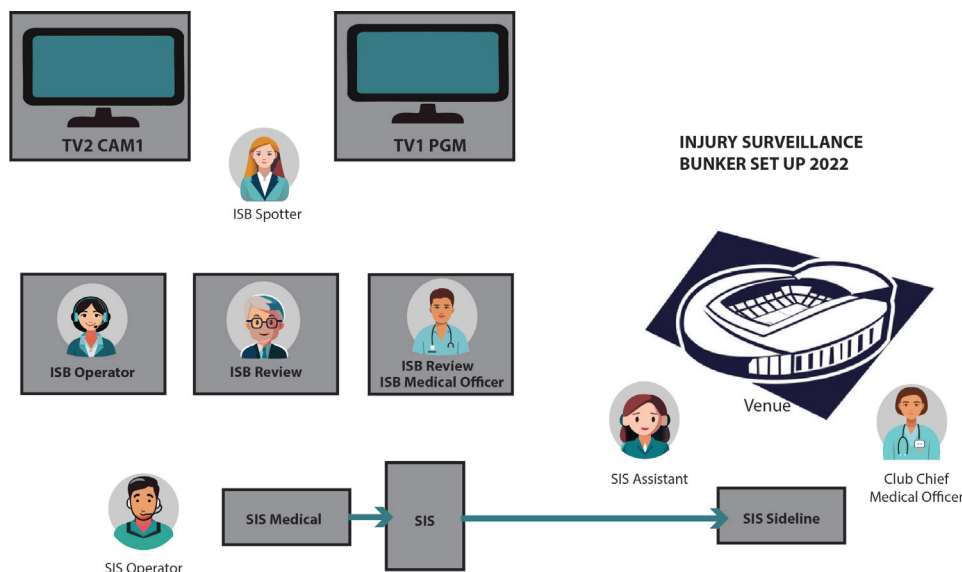 TV2 CAM1
TV1 PGM
INJURY SURVEILLANCE
BUNKER SET UP 2022
ISB Spotter
ISB Operator
ISB Review
ISB Review
ISB Medical Officer
Venue
SIS Assistant
Club Chief
Medical Officer
SIS Medical
SIS
SIS Sideline
SIS Operator